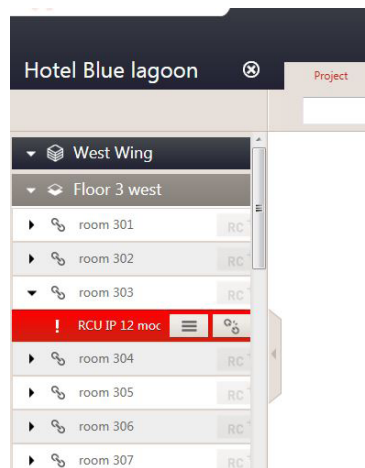 Hotel Blue lagoon
Project
West Wing
Floor 3 west
room 301 RC
room 302 RC
room 303 RC
! RCU IP 12 moc
room 304 RC
room 305 RC
room 306 RC
room 307 RC